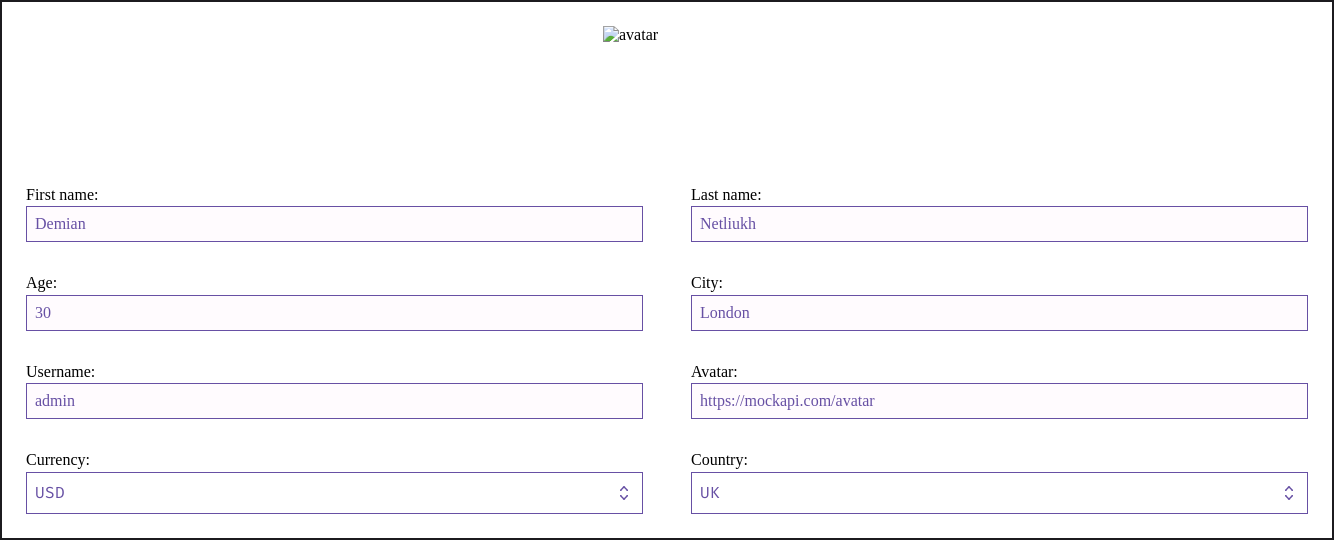 avatar
First name:
Last name:
Demian
Netliukh
Age:
City:
30
London
Username:
Avatar:
admin
https://mockapi.com/avatar
Currency:
Country:
USD
UK